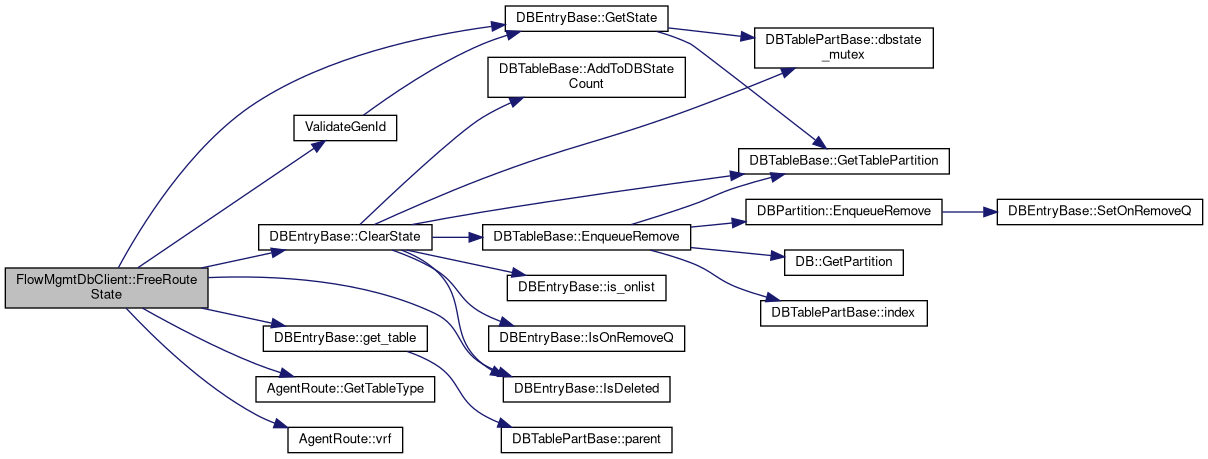 DBEntryBase::GetState
DBTablePartBase::dbstate
_mutex
DBTableBase::AddToDBState
Count
ValidateGenId
DBTableBase::GetTablePartition
DBPartition::EnqueueRemove
DBEntryBase::SetOnRemoveQ
DBEntryBase::ClearState
DBTableBase::EnqueueRemove
DB::GetPartition
FlowMgmtDbClient::FreeRoute
State
DBEntryBase::is_onlist
DBTablePartBase::index
DBEntryBase::get_table
DBEntryBase::IsOnRemoveQ
AgentRoute::GetTableType
DBEntryBase::IsDeleted
AgentRoute::vrf
DBTablePartBase::parent